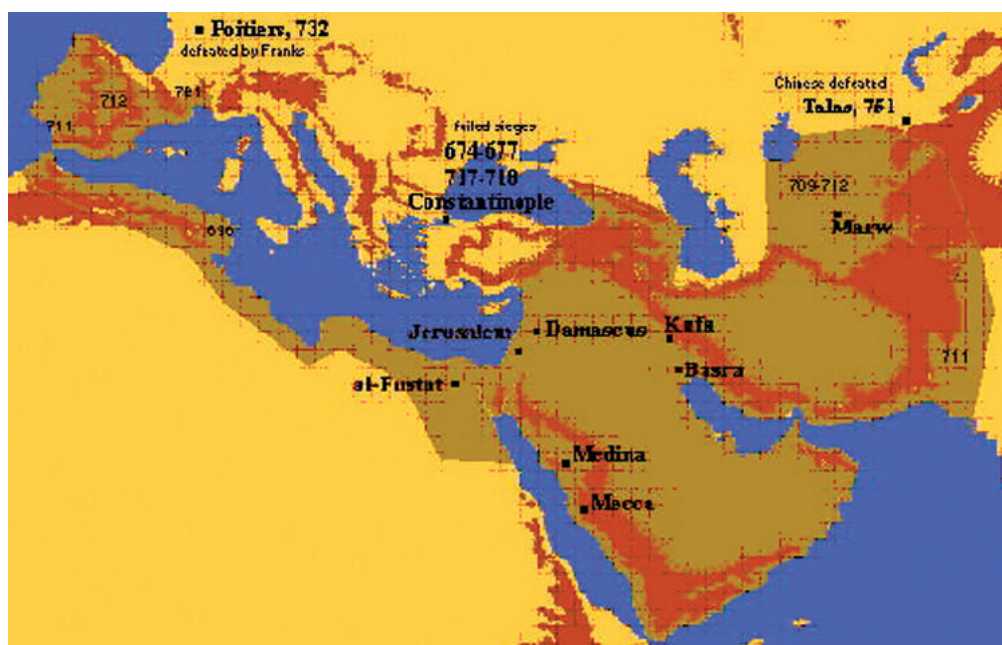 Poitiers, 732
defeated by Franks
Chinese defeated
Talas, 751
failed sieges
674-677
717-718
Constantinople
712
711
709-712
Marw
Jerusalem
Damascus
Kufa
Basra
711
al-Fustat
Medina
Mecca